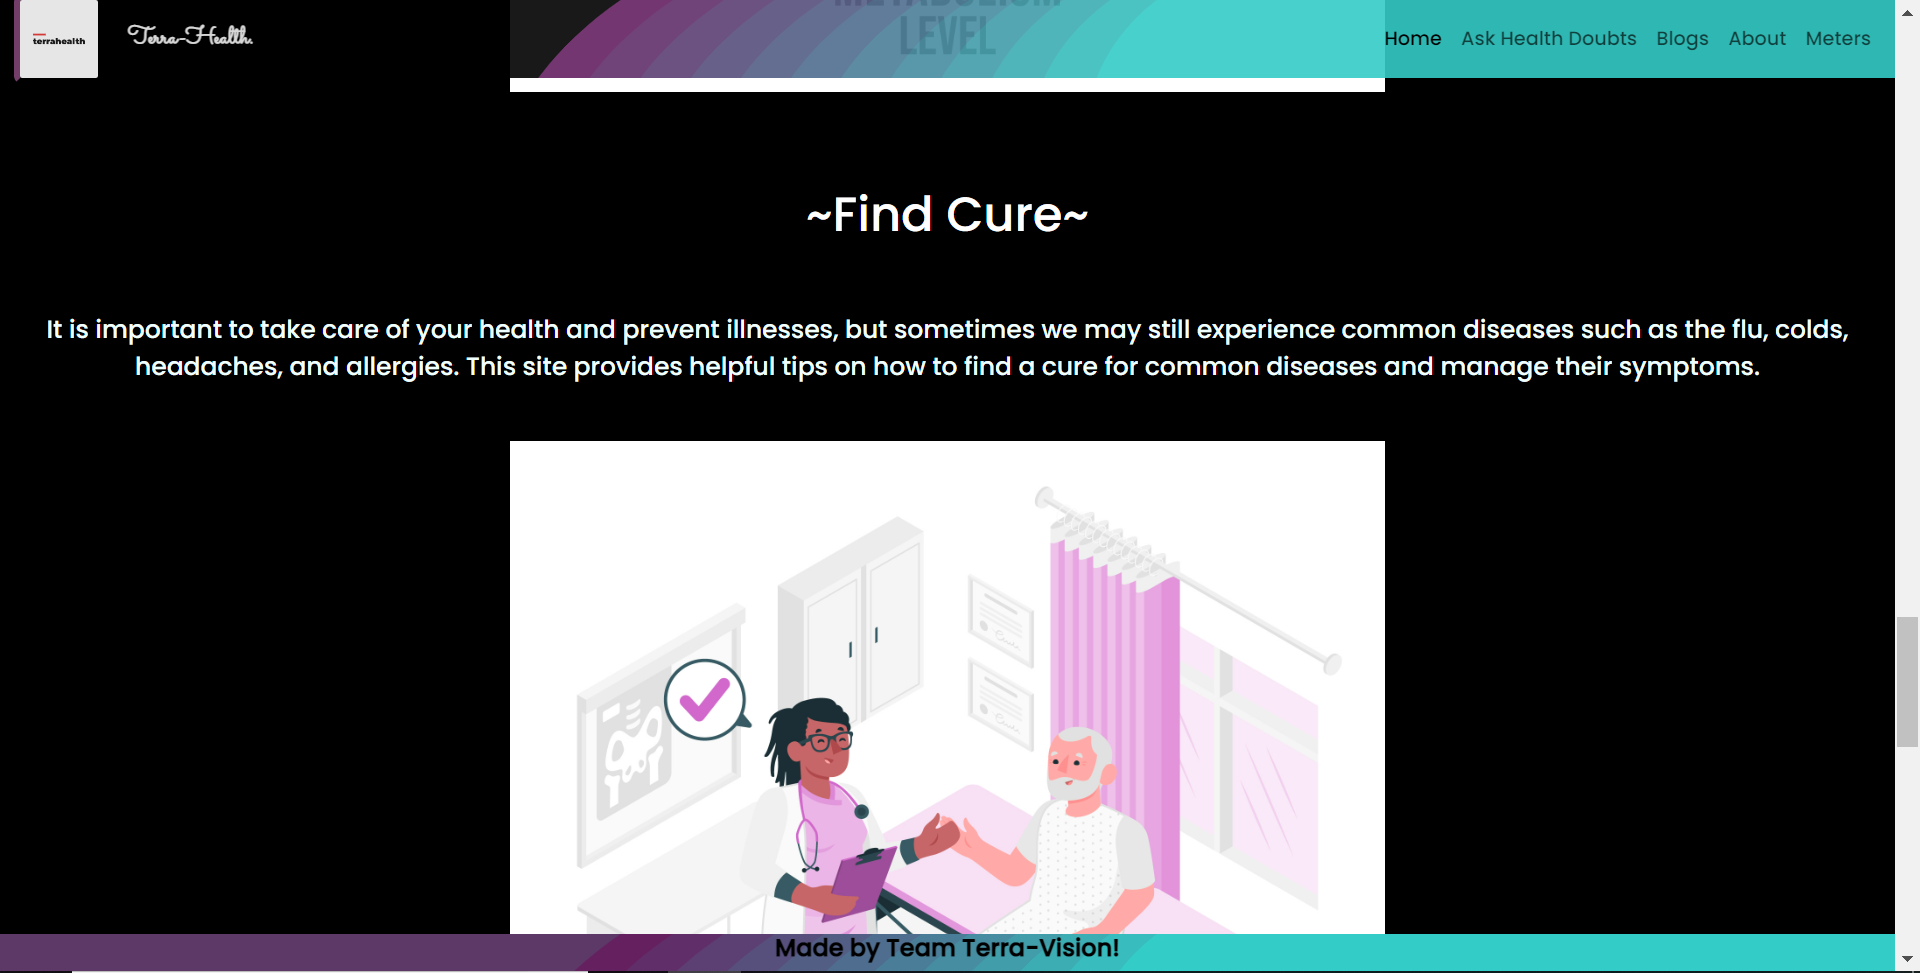 terrahealth
Terra-Health.
METABOLISM
LEVEL
Home Ask Health Doubts Blogs About Meters
~Find Cure~
It is important to take care of your health and prevent illnesses, but sometimes we may still experience common diseases such as the flu, colds,
headaches, and allergies. This site provides helpful tips on how to find a cure for common diseases and manage their symptoms.
Made by Team Terra-Vision!